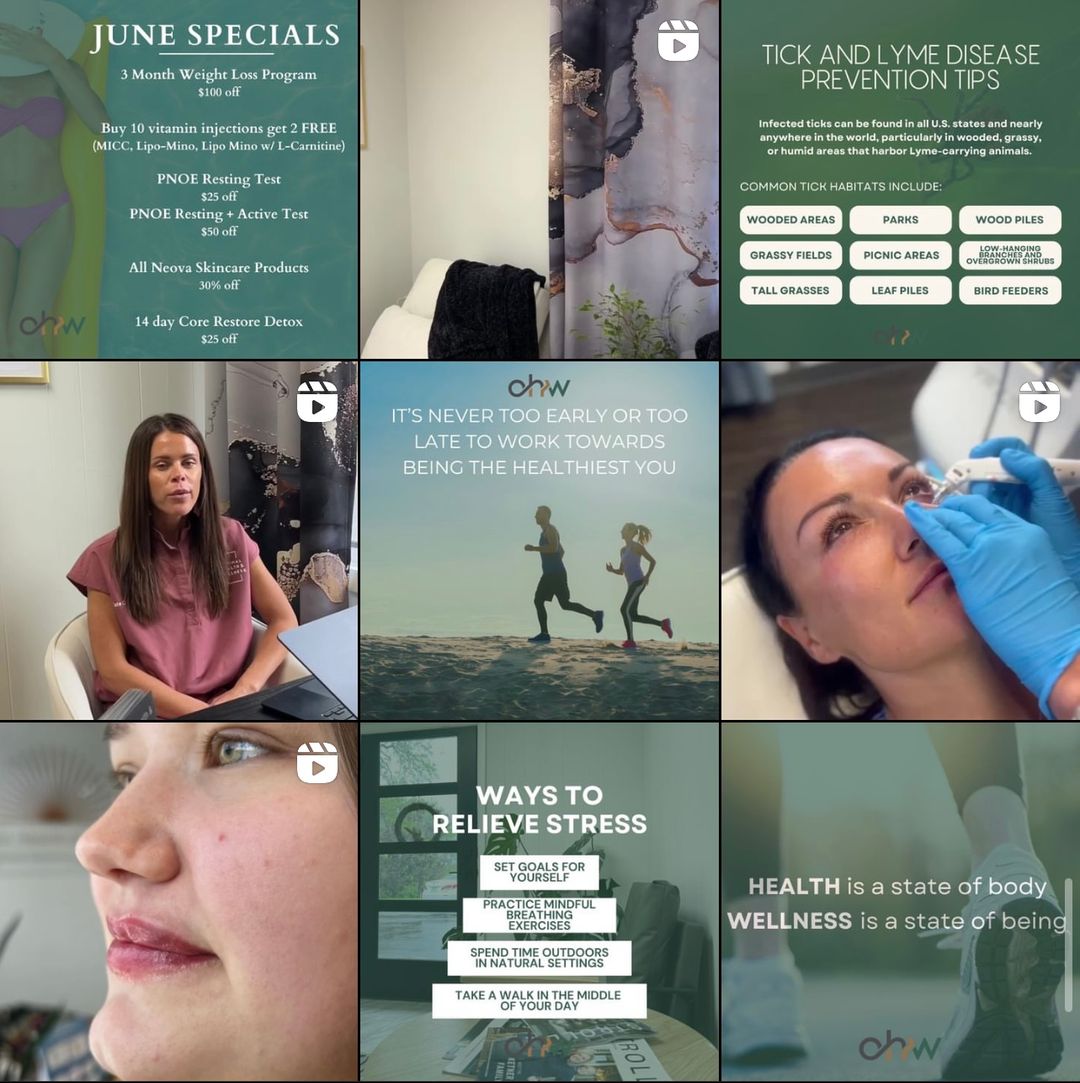 JUNE SPECIALS
3 Month Weight Loss Program
$100 off
Buy 10 vitamin injections get 2 FREE
(MICC, Lipo-Mino, Lipo Mino w/ L-Carnitine)
PNOE Resting Test
$25 off
PNOE Resting + Active Test
$50 off
All Neova Skincare Products
30% off
14 day Core Restore Detox
$25 off
ohw
TICK AND LYME DISEASE
PREVENTION TIPS
Infected ticks can be found in all U.S. states and nearly
anywhere in the world, particularly in wooded, grassy,
or humid areas that harbor Lyme-carrying animals.
COMMON TICK HABITATS INCLUDE:
WOODED AREAS
PARKS
WOOD PILES
GRASSY FIELDS
PICNIC AREAS
LOW-HANGING
BRANCHES AND
OVERGROWN SHRUBS
TALL GRASSES
LEAF PILES
BIRD FEEDERS
ohw
ohw
IT'S NEVER TOO EARLY OR TOO
LATE TO WORK TOWARDS
BEING THE HEALTHIEST YOU
WAYS TO
RELIEVE STRESS
SET GOALS FOR
YOURSELF
PRACTICE MINDFUL
BREATHING
EXERCISES
SPEND TIME OUTDOORS
IN NATURAL SETTINGS
TAKE A WALK IN THE MIDDLE
OF YOUR DAY
ohw
HEALTH is a state of body
WELLNESS is a state of being
ohw